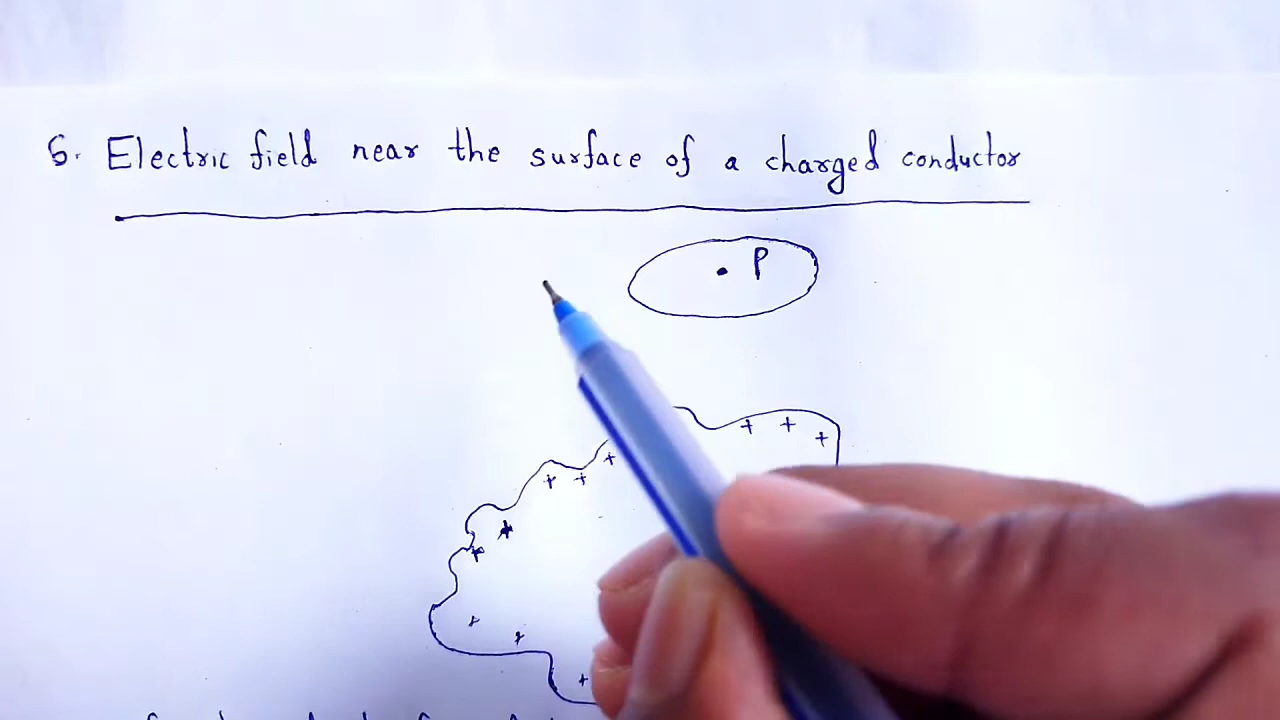 6. Electric field near the surface of a charged conductor
P
+ + +
+ + +
+ +
+ +
+